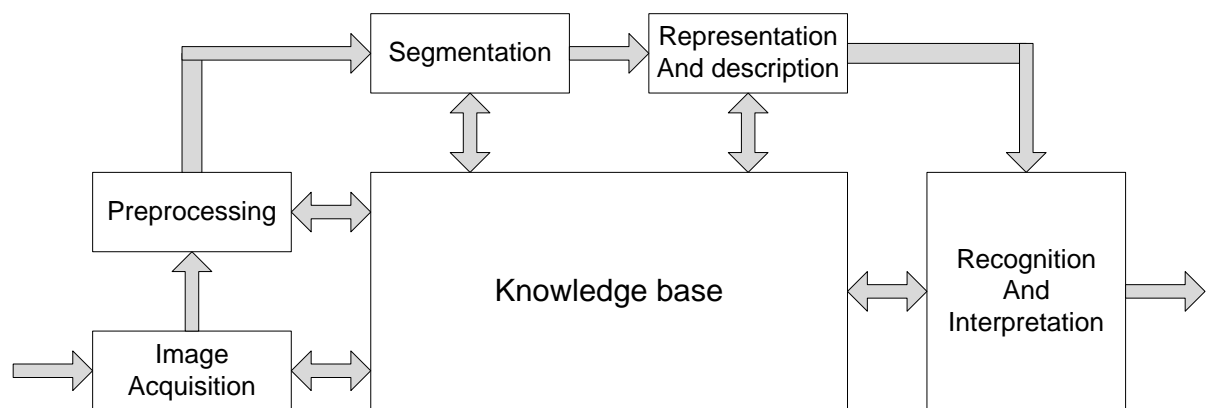 Segmentation
Representation
And description
Preprocessing
Knowledge base
Recognition
And
Interpretation
Image
Acquisition